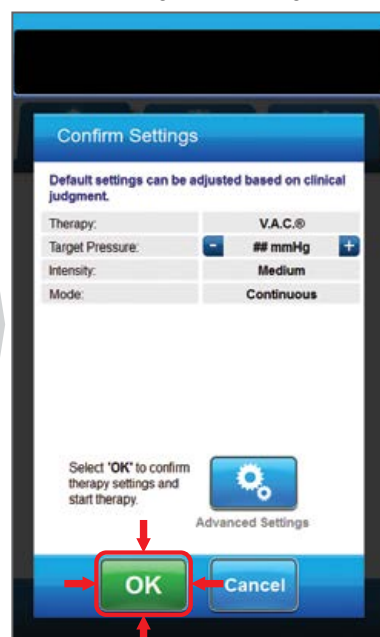 Confirm Settings
Default settings can be adjusted based on clinical
judgment.
Therapy: V.A.C.®
Target Pressure: - ## mmHg +
Intensity: Medium
Mode: Continuous
Select "OK" to confirm
therapy settings and
start therapy.
Advanced Settings
OK Cancel